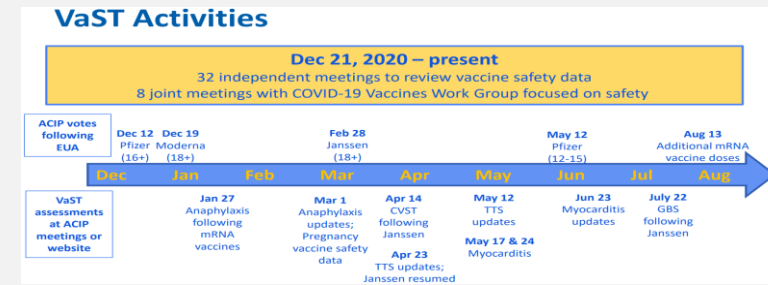 VaST Activities
Dec 21, 2020 – present
32 independent meetings to review vaccine safety data
8 joint meetings with COVID-19 Vaccines Work Group focused on safety
ACIP votes
following
EUA
Dec 12
Pfizer
(16+)
Dec 19
Moderna
(18+)
Feb 28
Janssen
(18+)
May 12
Pfizer
(12-15)
Aug 13
Additional mRNA
vaccine doses
Dec Jan Feb Mar Apr May Jun Jul Aug
VaST
assessments
at ACIP
meetings or
website
Jan 27
Anaphylaxis
following
mRNA
vaccines
Mar 1
Anaphylaxis
updates;
Pregnancy
vaccine safety
data
Apr 14
CVST
following
Janssen
Apr 23
TTS updates;
Janssen resumed
May 12
TTS
updates
May 17 & 24
Myocarditis
Jun 23
Myocarditis
updates
July 22
GBS
following
Janssen